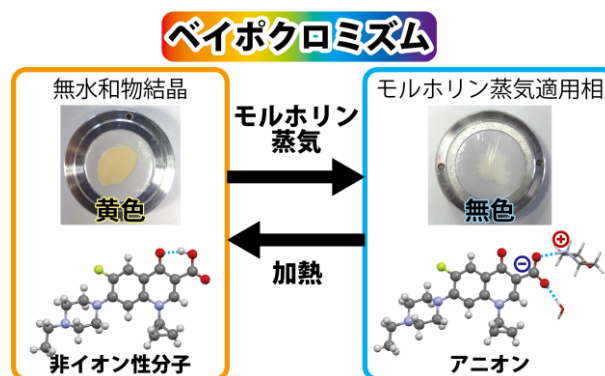 ベイポクロミズム
無水和物結晶
黄色
非イオン性分子
モルホリン
蒸気
加熱
モルホリン蒸気適用相
無色
⊕
⊖
アニオン